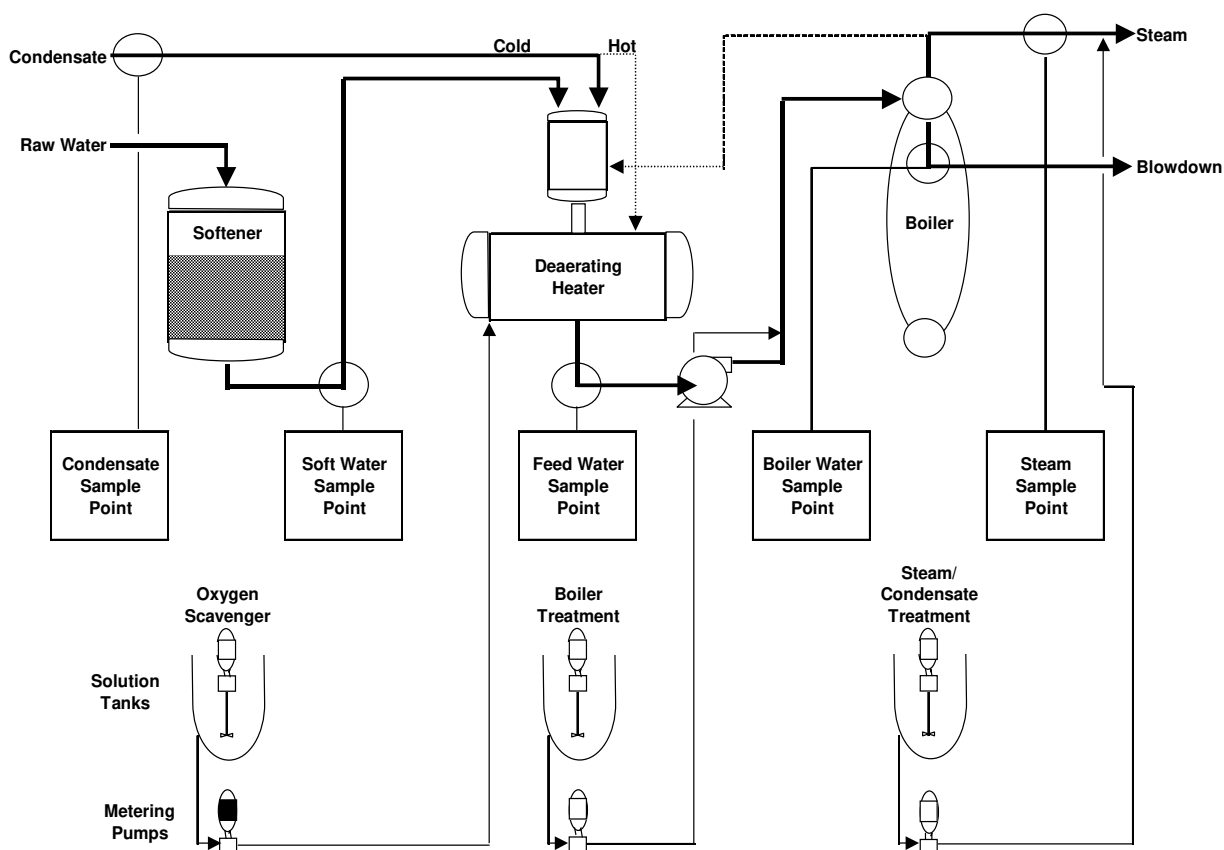 Cold
Hot
Steam
Condensate
Raw Water
Blowdown
Softener
Boiler
Deaerating
Heater
Condensate
Sample
Point
Soft Water
Sample
Point
Feed Water
Sample
Point
Boiler Water
Sample
Point
Steam
Sample
Point
Oxygen
Scavenger
Boiler
Treatment
Steam/
Condensate
Treatment
Solution
Tanks
Metering
Pumps